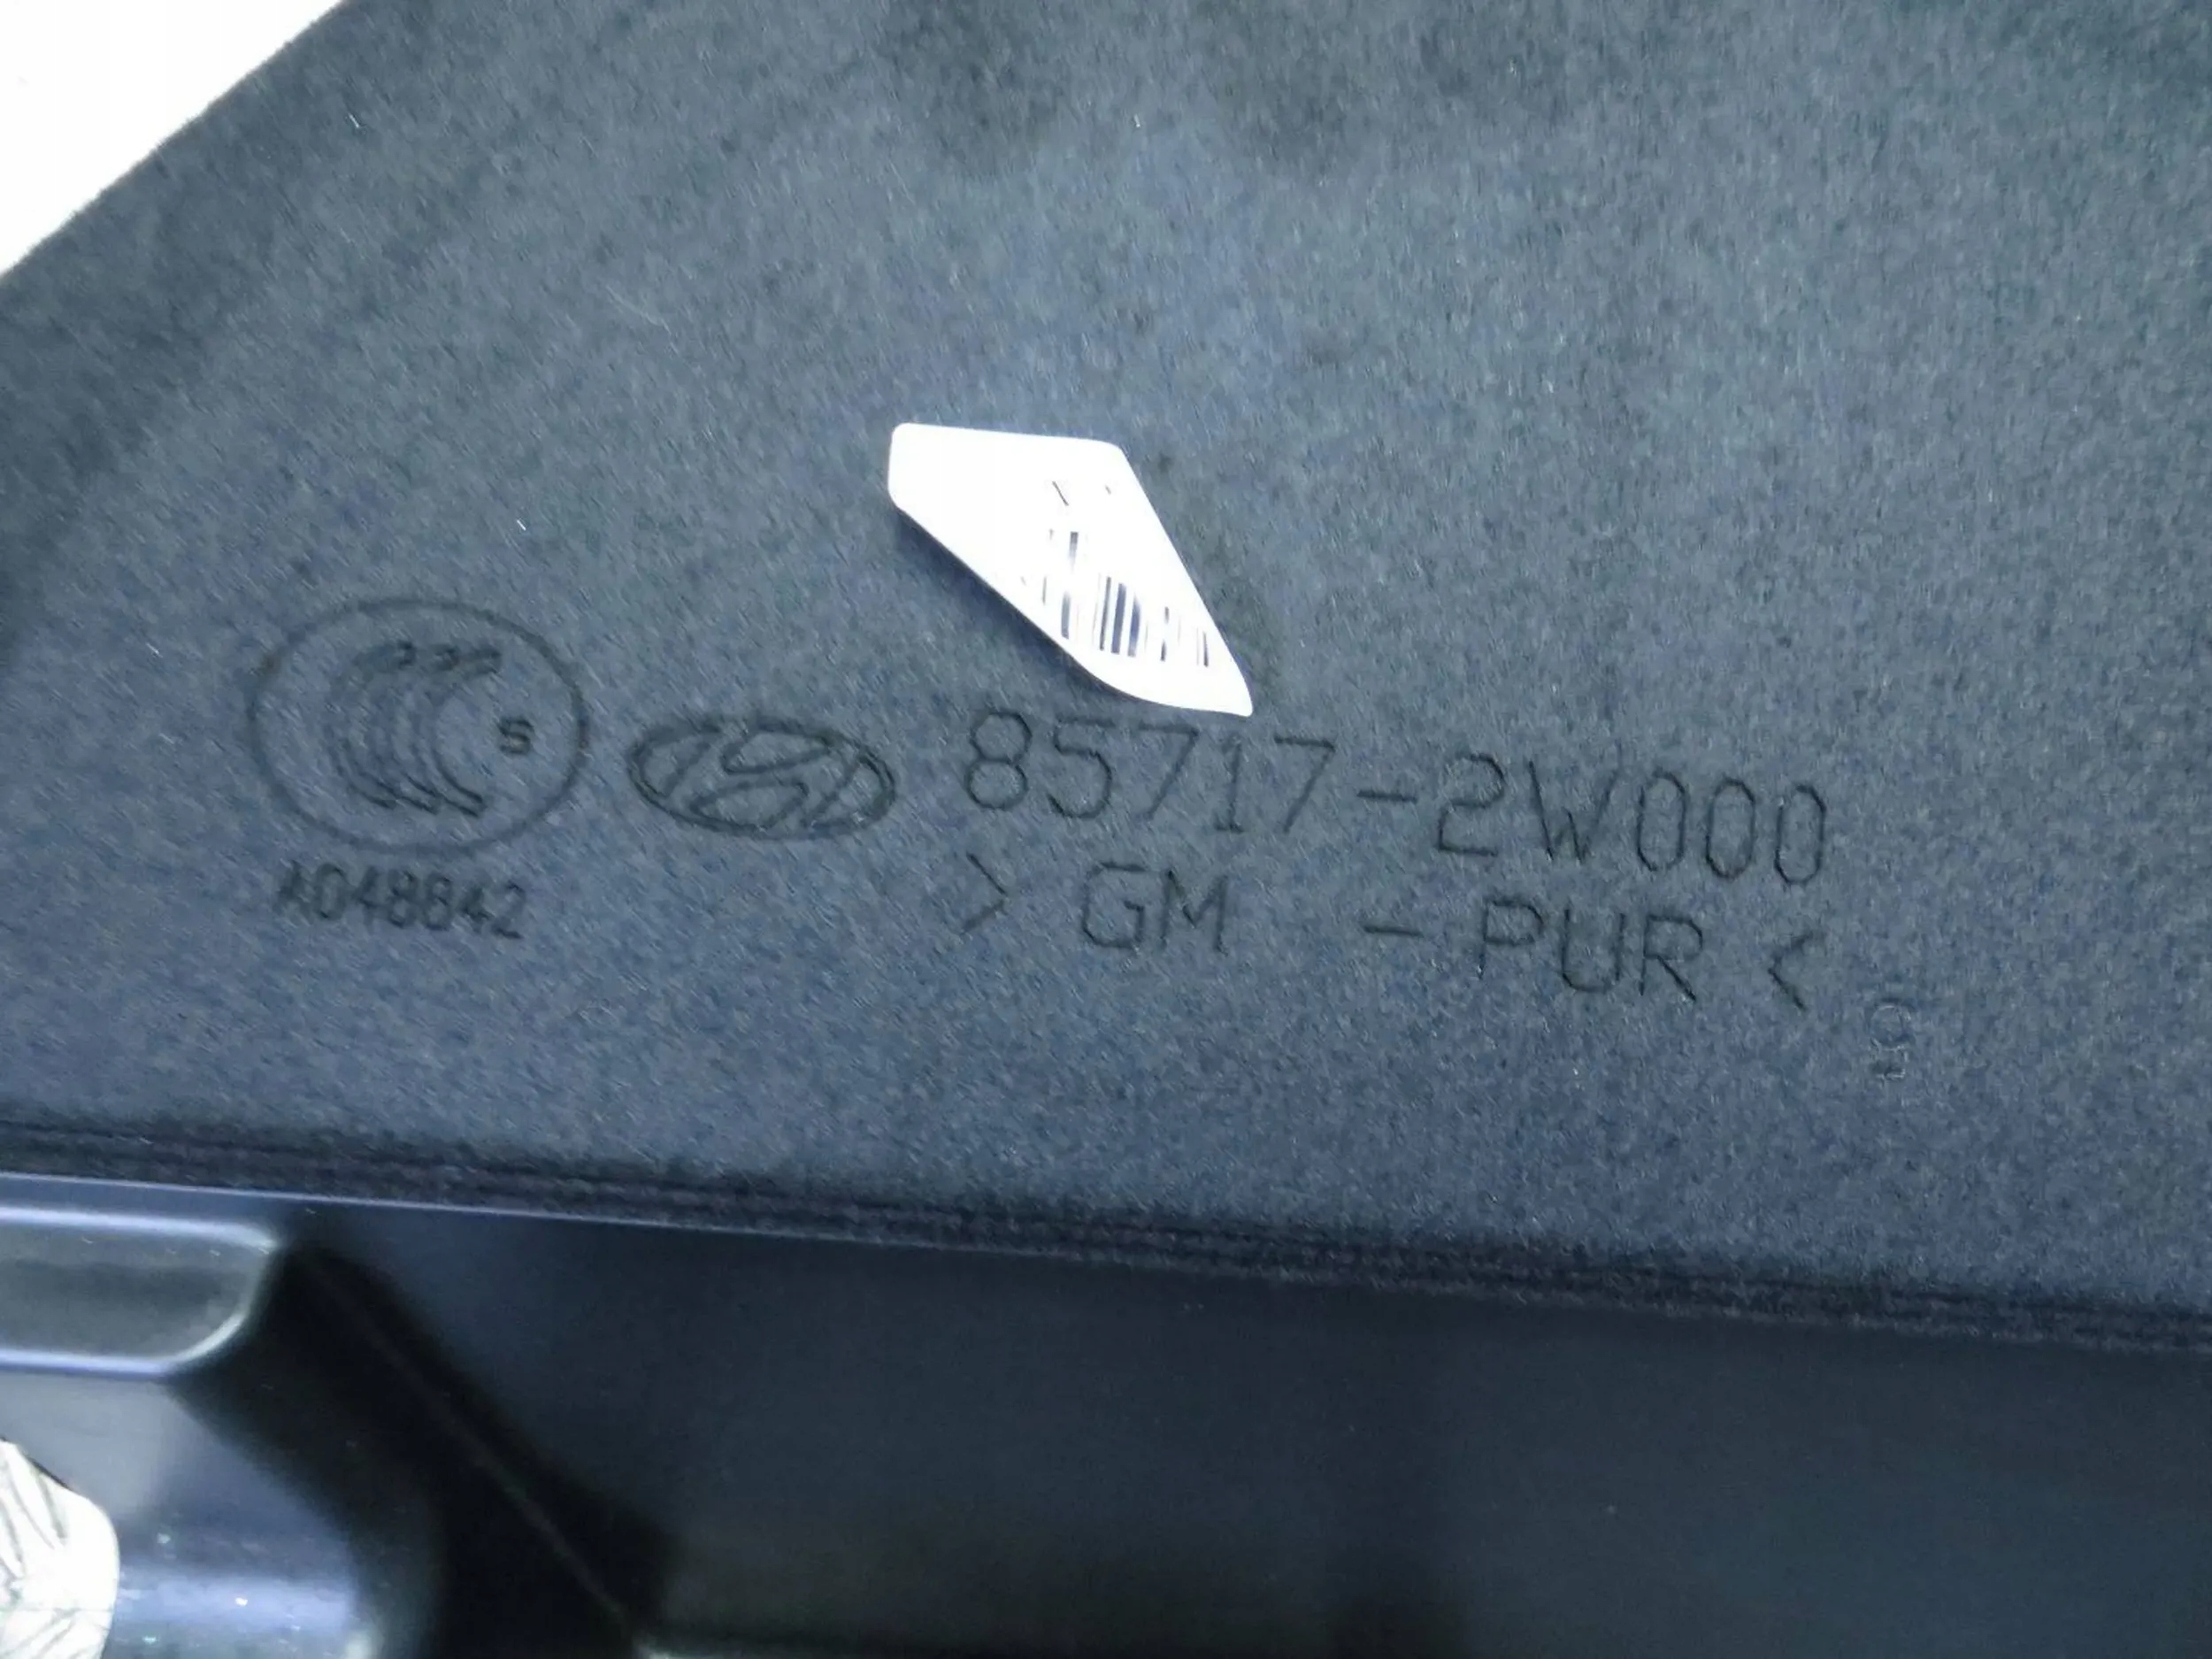 S
A048842
85717-2W000
> GM - PUR <